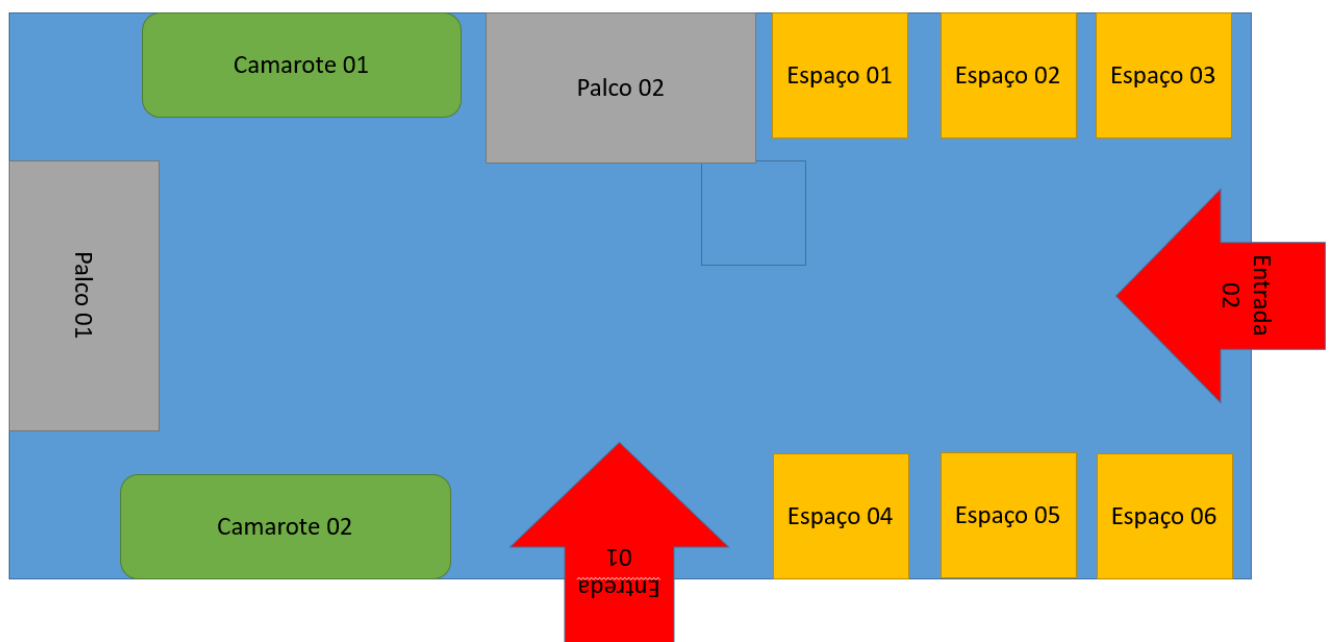 Camarote 01
Palco 02
Espaço 01
Espaço 02
Espaço 03
Palco 01
Entrada
02
Camarote 02
Entreda
01
Espaço 04
Espaço 05
Espaço 06